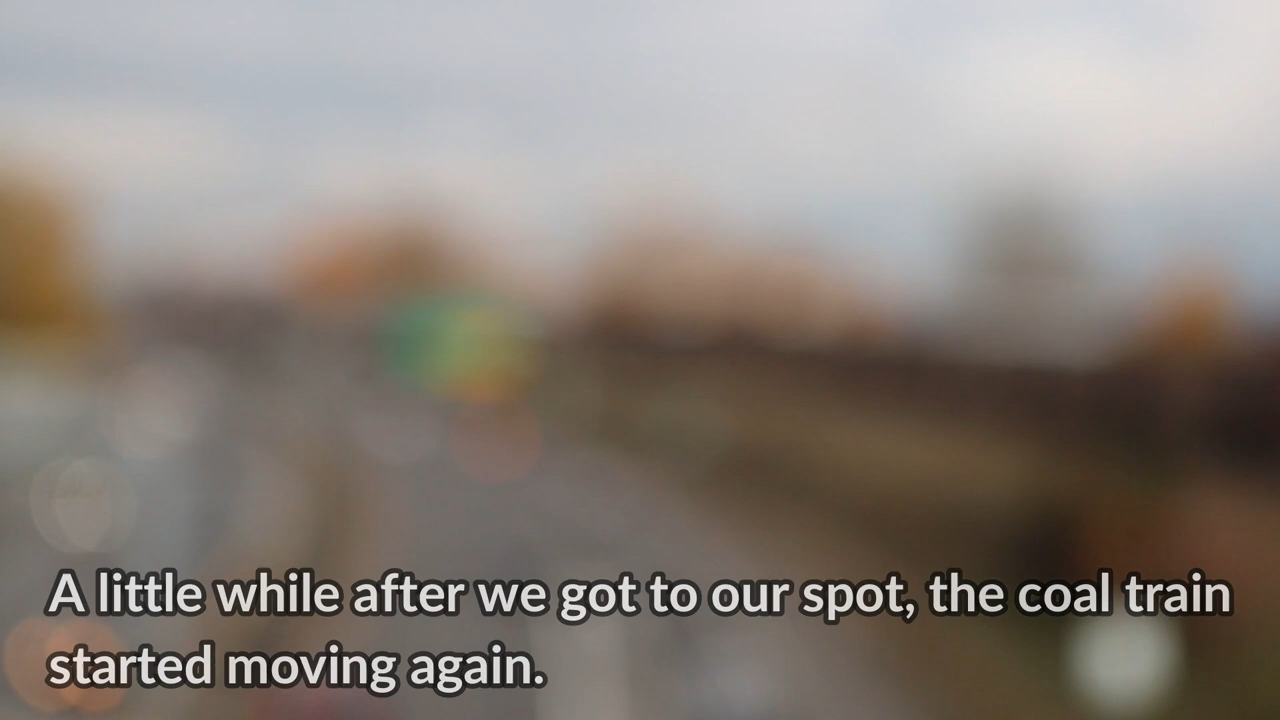 A little while after we got to our spot, the coal train
started moving again.